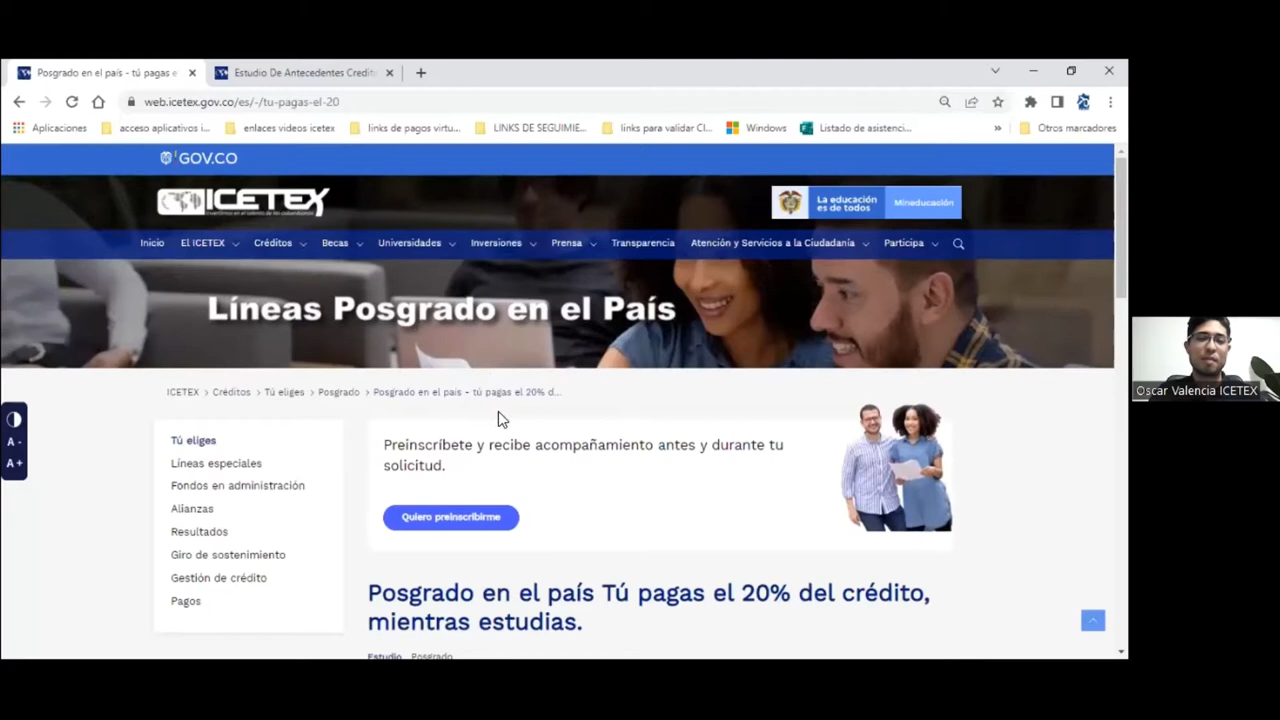 Posgrado en el país - tú pagas e
Estudio De Antecedentes Credit
web.icetex.gov.co/es/-/tu-pagas-el-20
Aplicaciones
acceso aplicativos i...
enlaces videos icetex
links de pagos virtu...
LINKS DE SEGUIMIE...
links para validar CI...
Windows
Listado de asistenci...
»
Otros marcadores
GOV.CO
ICETEX
La educación
es de todos
Mineducación
Inicio
El ICETEX
Créditos
Becas
Universidades
Inversiones
Prensa
Transparencia
Atención y Servicios a la Ciudadanía
Participa
Líneas Posgrado en el País
ICETEX > Créditos > Tú eliges > Posgrado > Posgrado en el país - tú pagas el 20% d...
A -
A+
Tú eliges
Líneas especiales
Fondos en administración
Alianzas
Resultados
Giro de sostenimiento
Gestión de crédito
Pagos
Preinscríbete y recibe acompañamiento antes y durante tu
solicitud.
Quiero preinscribirme
Posgrado en el país Tú pagas el 20% del crédito,
mientras estudias.
Estudio Posgrado
Oscar Valencia ICETEX